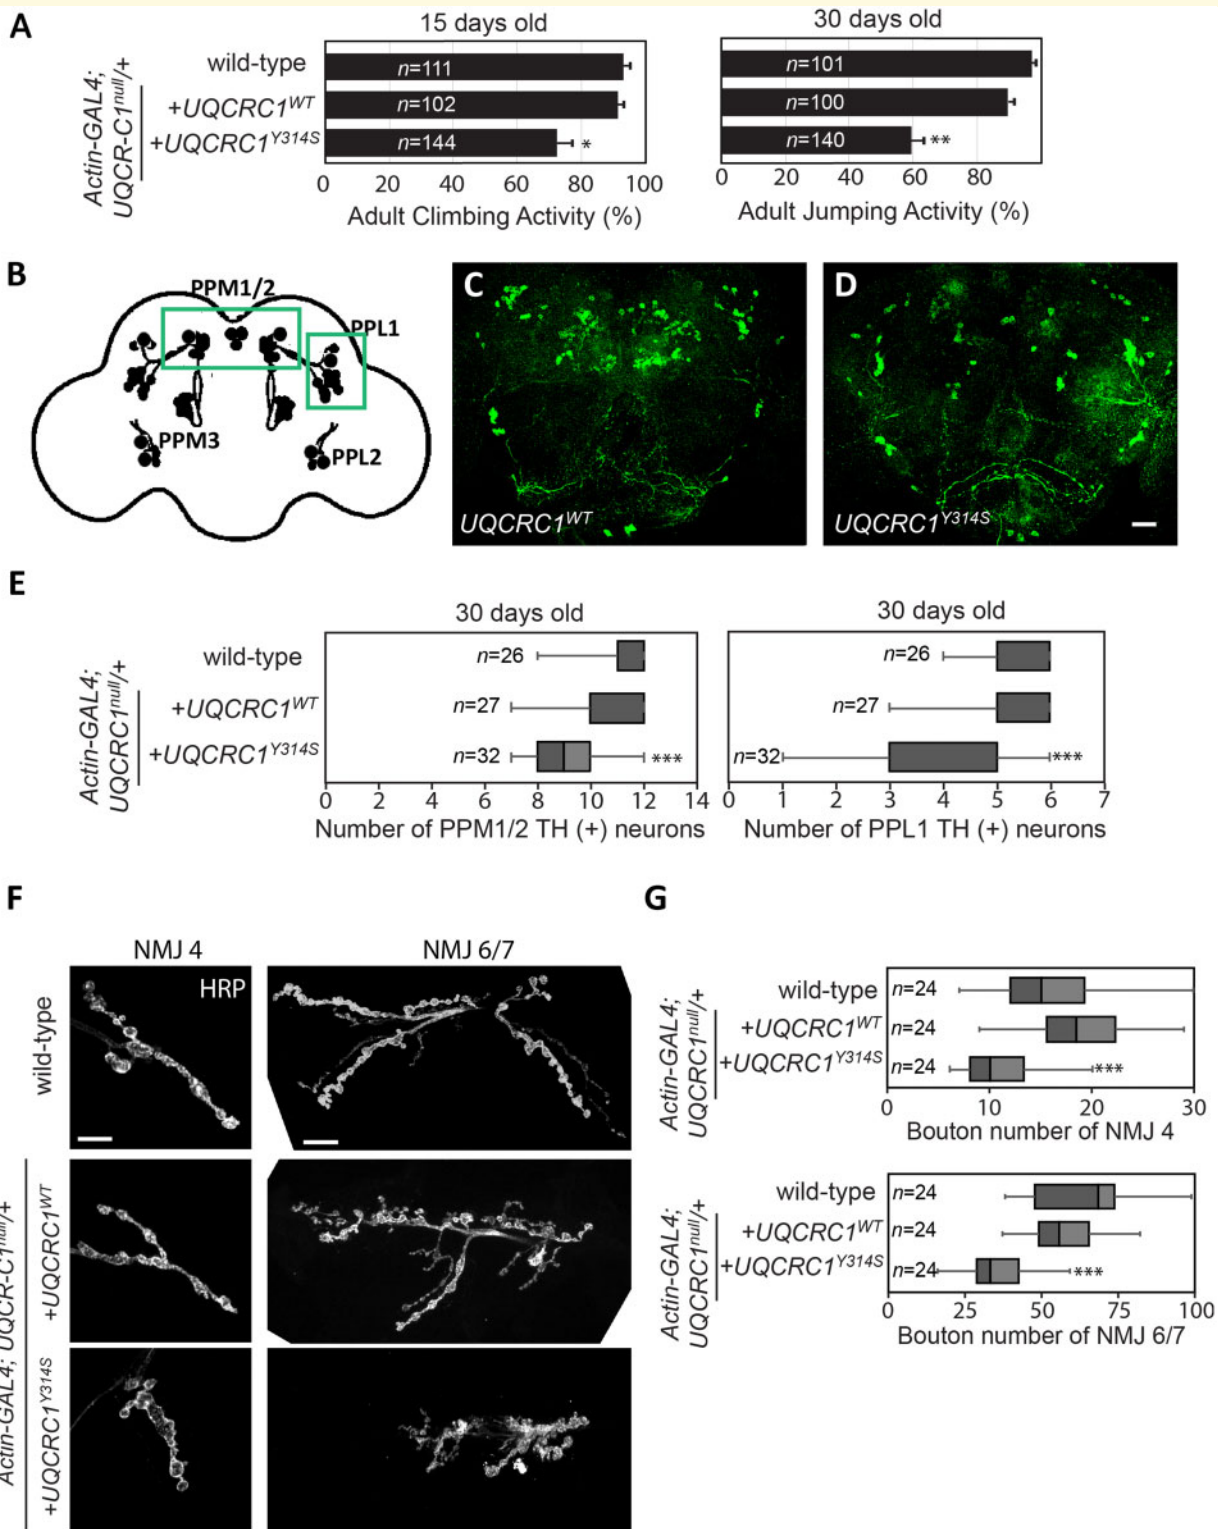 A
15 days old
30 days old
Actin-GAL4;
UQCR-C1null/+
wild-type
+UQCRC1WT
+UQCRC1Y314S
n=111
n=102
n=144
*
0 20 40 60 80 100
Adult Climbing Activity (%)
n=101
n=100
n=140
**
0 20 40 60 80
Adult Jumping Activity (%)
B
PPM1/2
PPL1
PPM3
PPL2
C
UQCRC1WT
D
UQCRC1Y314S
E
30 days old
30 days old
Actin-GAL4;
UQCRC1null/+
wild-type
+UQCRC1WT
+UQCRC1Y314S
n=26
n=27
n=32
***
0 2 4 6 8 10 12 14
Number of PPM1/2 TH (+) neurons
n=26
n=27
n=32
***
0 1 2 3 4 5 6 7
Number of PPL1 TH (+) neurons
F
NMJ 4
NMJ 6/7
HRP
wild-type
Actin-GAL4; UQCR-C1null/+
+UQCRC1WT
+UQCRC1Y314S
G
Actin-GAL4;
UQCRC1null/+
wild-type
+UQCRC1WT
+UQCRC1Y314S
n=24
n=24
n=24
***
0 10 20 30
Bouton number of NMJ 4
Actin-GAL4;
UQCRC1null/+
wild-type
+UQCRC1WT
+UQCRC1Y314S
n=24
n=24
n=24
***
0 25 50 75 100
Bouton number of NMJ 6/7